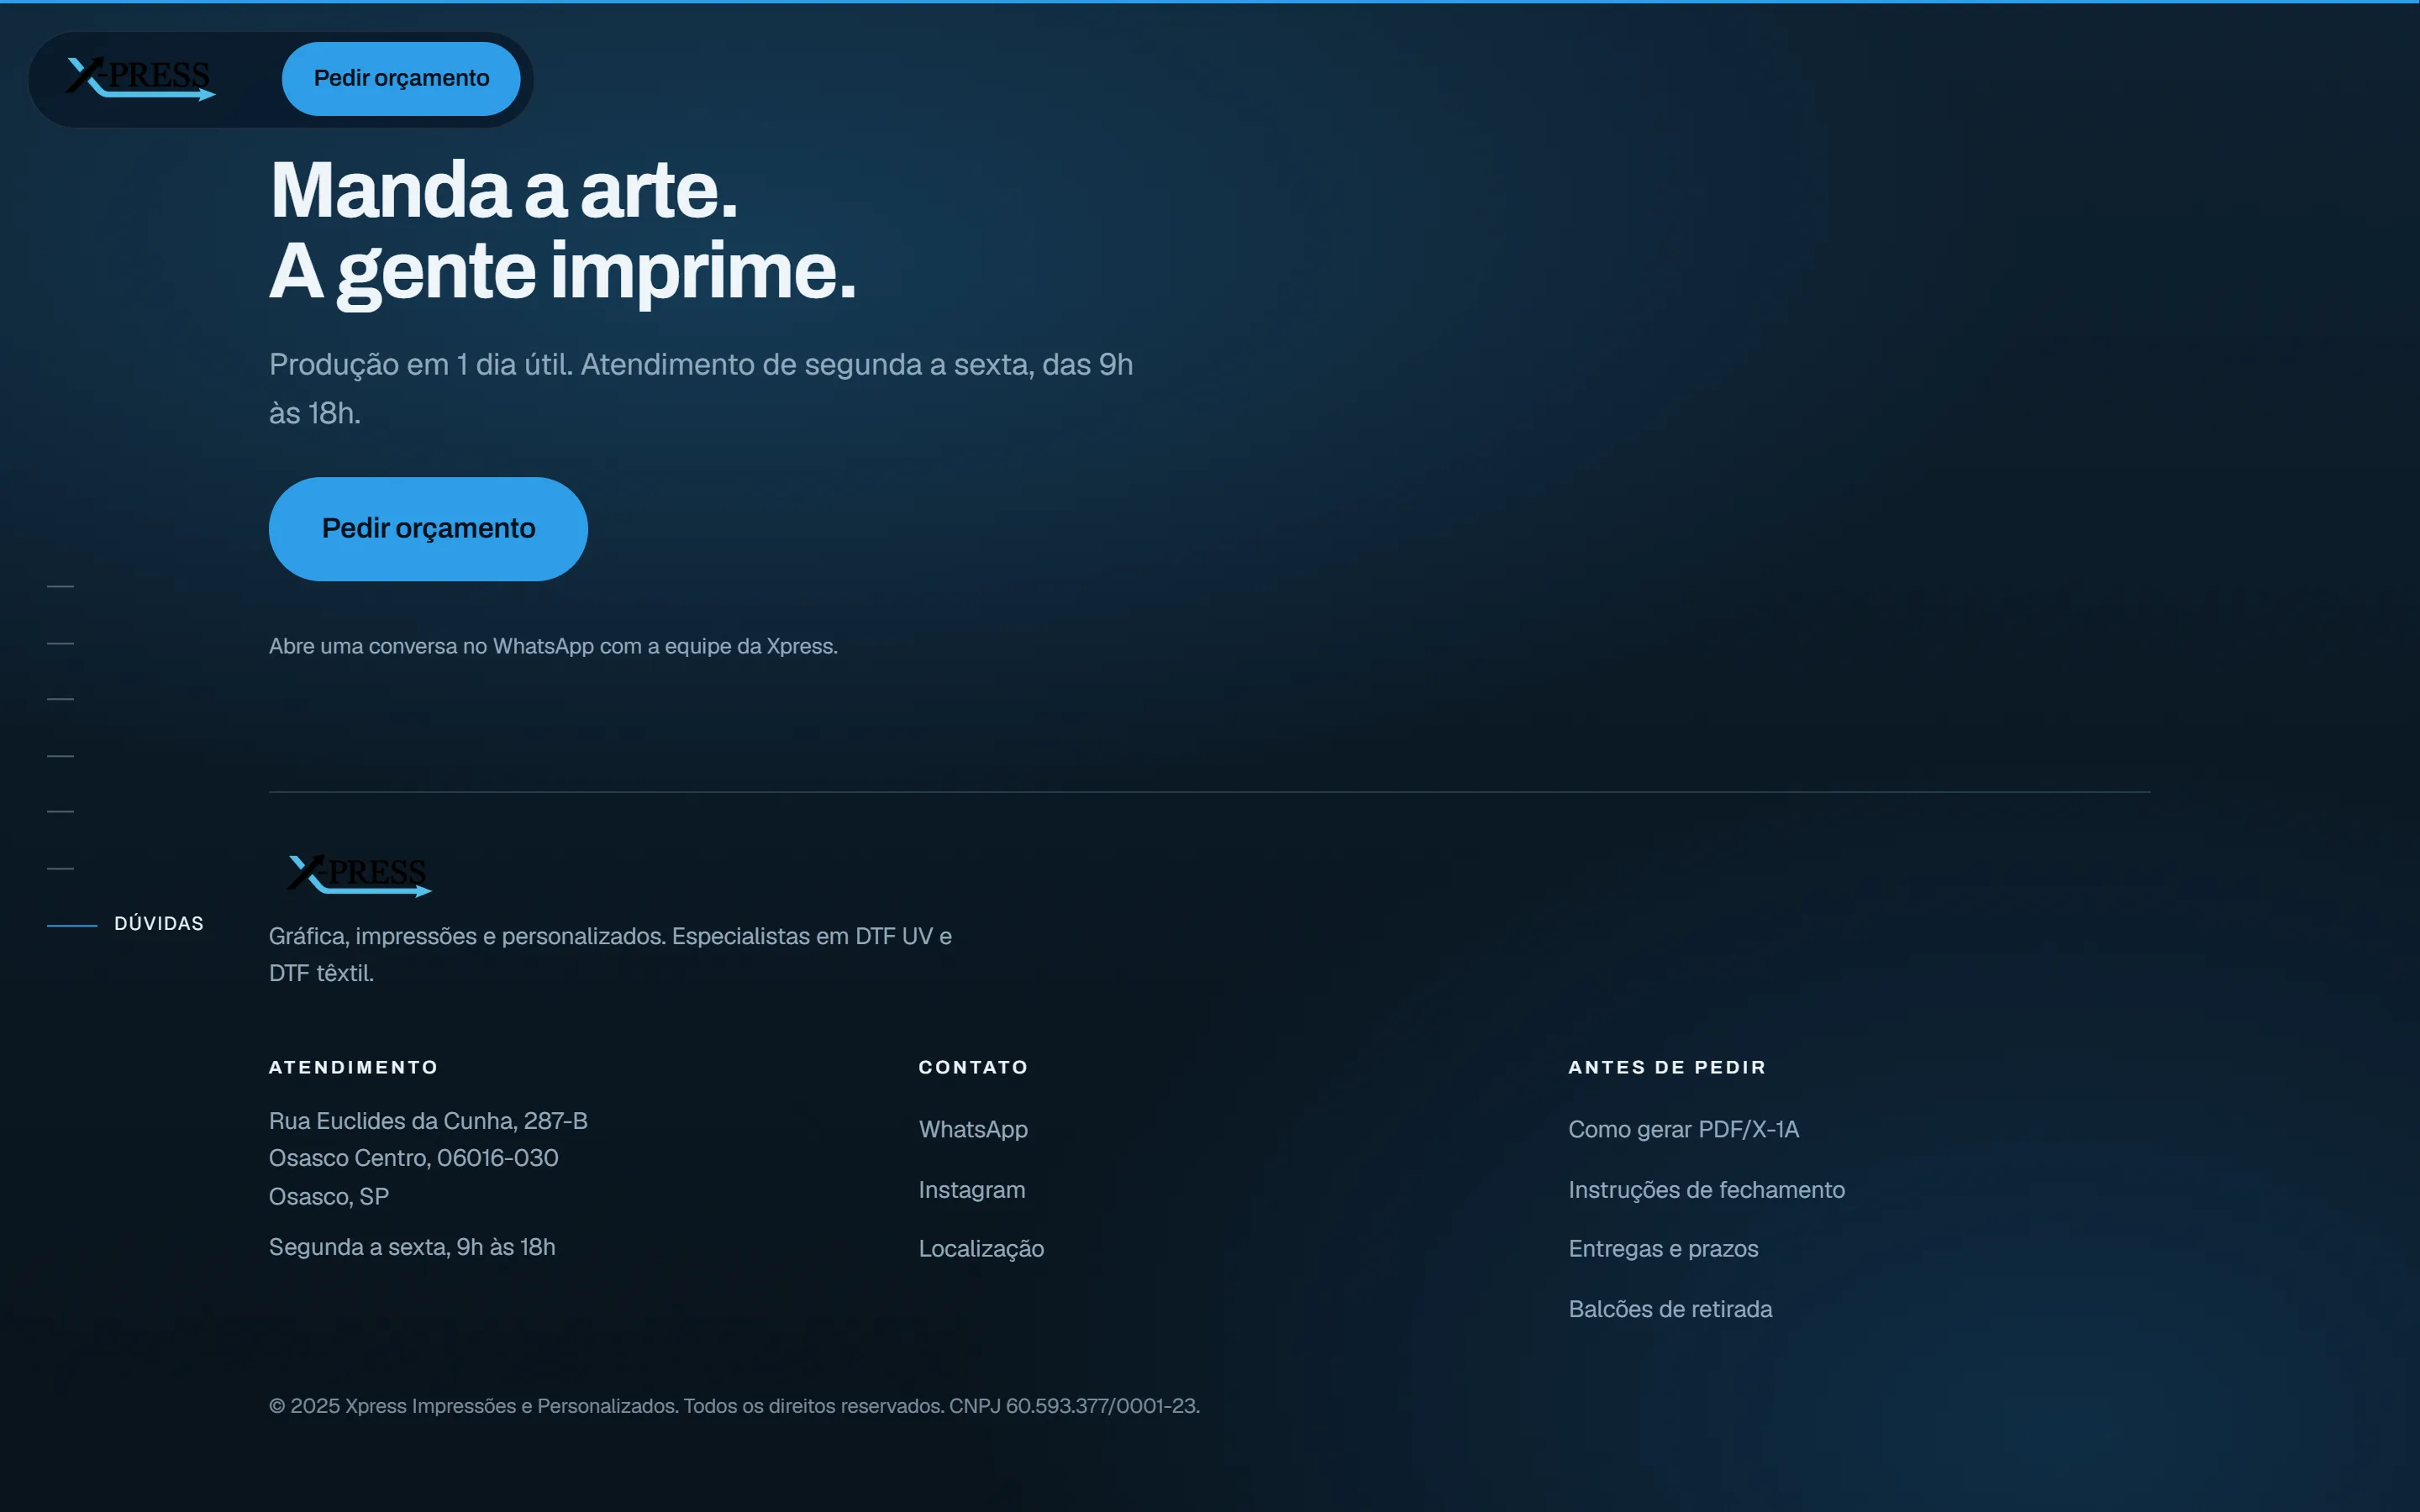 X-PRESS
Pedir orçamento
Manda a arte.
A gente imprime.
Produção em 1 dia útil. Atendimento de segunda a sexta, das 9h
às 18h.
Pedir orçamento
Abre uma conversa no WhatsApp com a equipe da Xpress.
DÚVIDAS
X-PRESS
Gráfica, impressões e personalizados. Especialistas em DTF UV e
DTF têxtil.
ATENDIMENTO
Rua Euclides da Cunha, 287-B
Osasco Centro, 06016-030
Osasco, SP
Segunda a sexta, 9h às 18h
CONTATO
WhatsApp
Instagram
Localização
ANTES DE PEDIR
Como gerar PDF/X-1A
Instruções de fechamento
Entregas e prazos
Balcões de retirada
© 2025 Xpress Impressões e Personalizados. Todos os direitos reservados. CNPJ 60.593.377/0001-23.